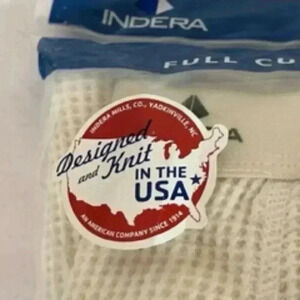 INDERA
FULL CU
INDERA MILLS, CO., YADKINVILLE, NC
Designed
and Knit
IN THE
USA
AN AMERICAN COMPANY SINCE 1914